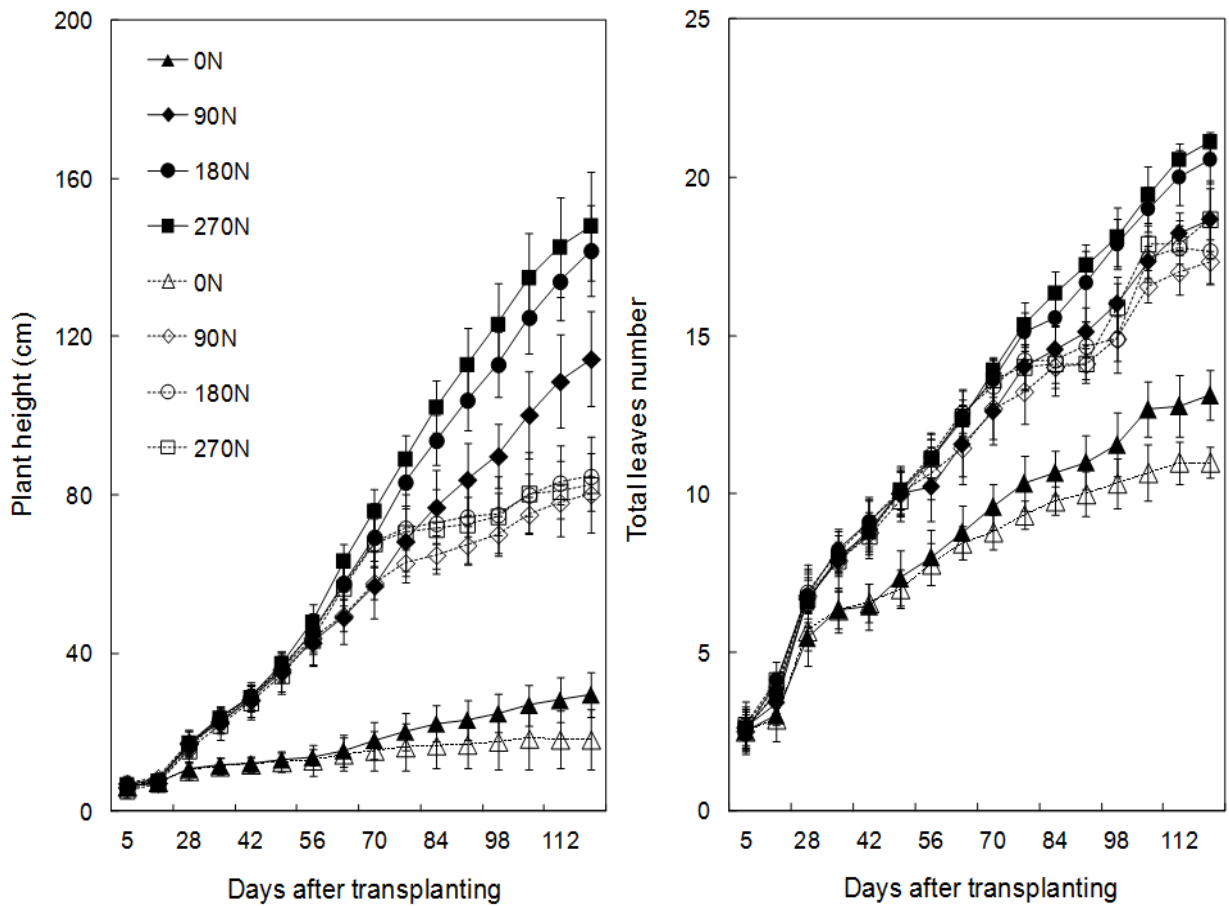 Plant height (cm)
200
160
120
80
40
0
0N
90N
180N
270N
0N
90N
180N
270N
5 28 42 56 70 84 98 112
Days after transplanting
Total leaves number
25
20
15
10
5
0
5 28 42 56 70 84 98 112
Days after transplanting